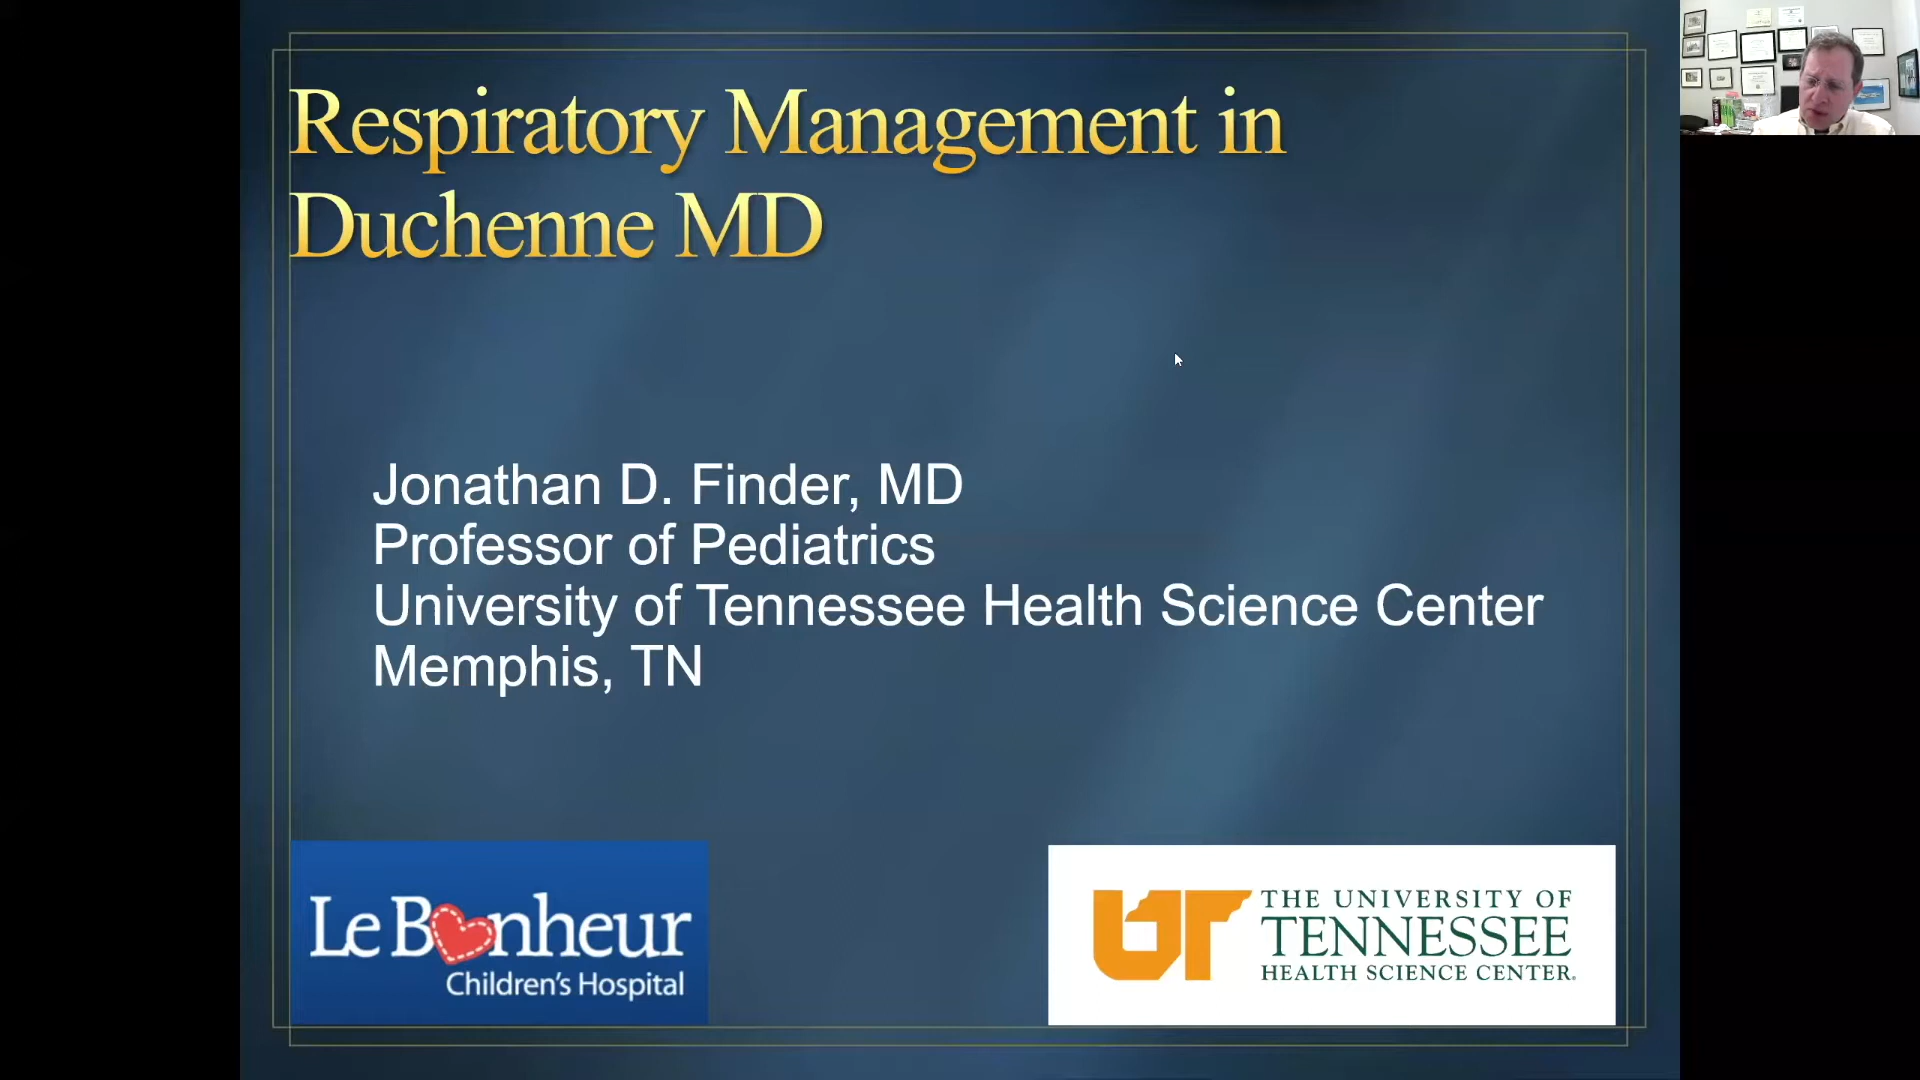 Respiratory Management in
Duchenne MD
Jonathan D. Finder, MD
Professor of Pediatrics
University of Tennessee Health Science Center
Memphis, TN
Le Bonheur
Children's Hospital
UT
THE UNIVERSITY OF
TENNESSEE
HEALTH SCIENCE CENTER.